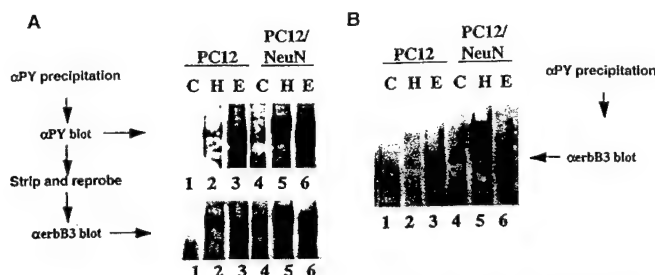 A
PC12
PC12/
NeuN
C H E C H E
αPY precipitation
αPY blot
Strip and reprobe
αerbB3 blot
1 2 3 4 5 6
1 2 3 4 5 6
B
PC12
PC12/
NeuN
C H E C H E
αPY precipitation
αerbB3 blot
1 2 3 4 5 6